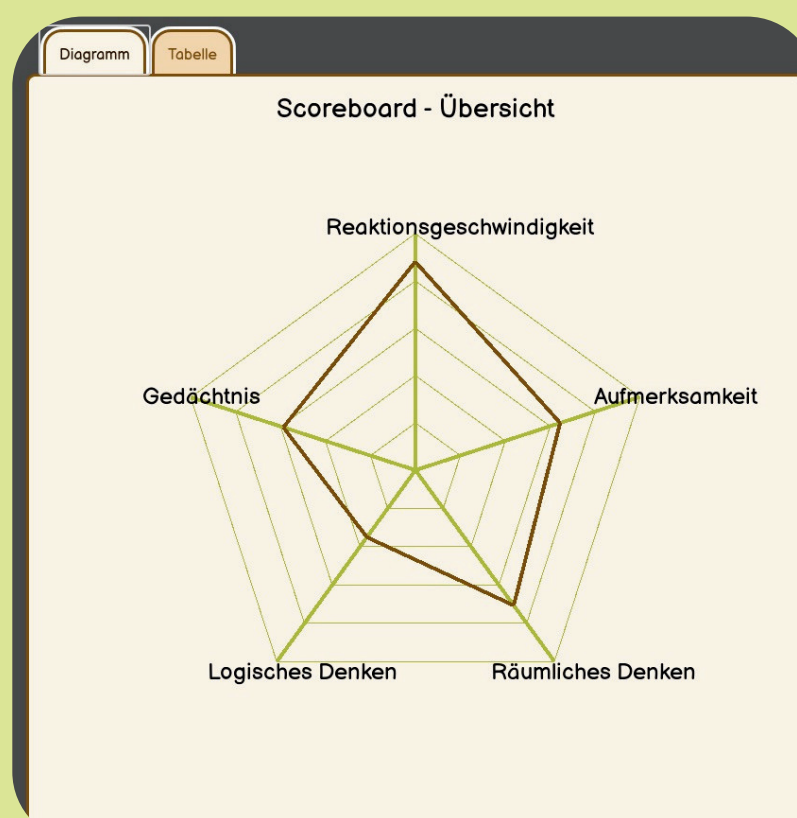 Diagramm
Tabelle
Scoreboard - Übersicht
Reaktionsgeschwindigkeit
Gedächtnis
Aufmerksamkeit
Logisches Denken
Räumliches Denken